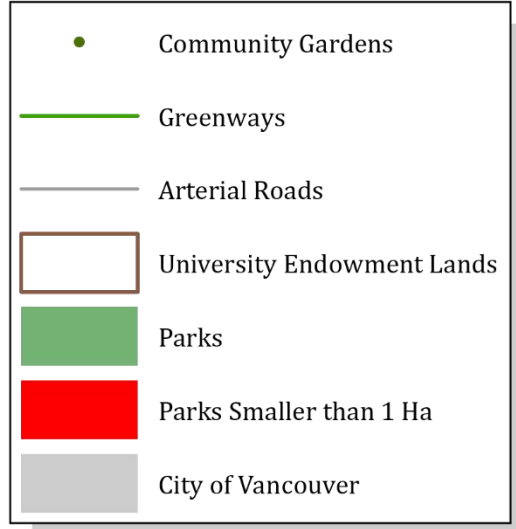 Community Gardens
Greenways
Arterial Roads
University Endowment Lands
Parks
Parks Smaller than 1 Ha
City of Vancouver